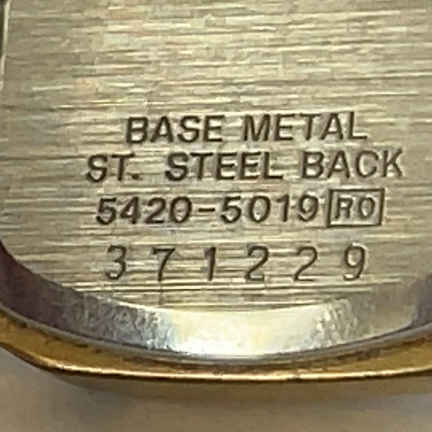 BASE METAL
ST. STEEL BACK
5420-5019 RO
371229